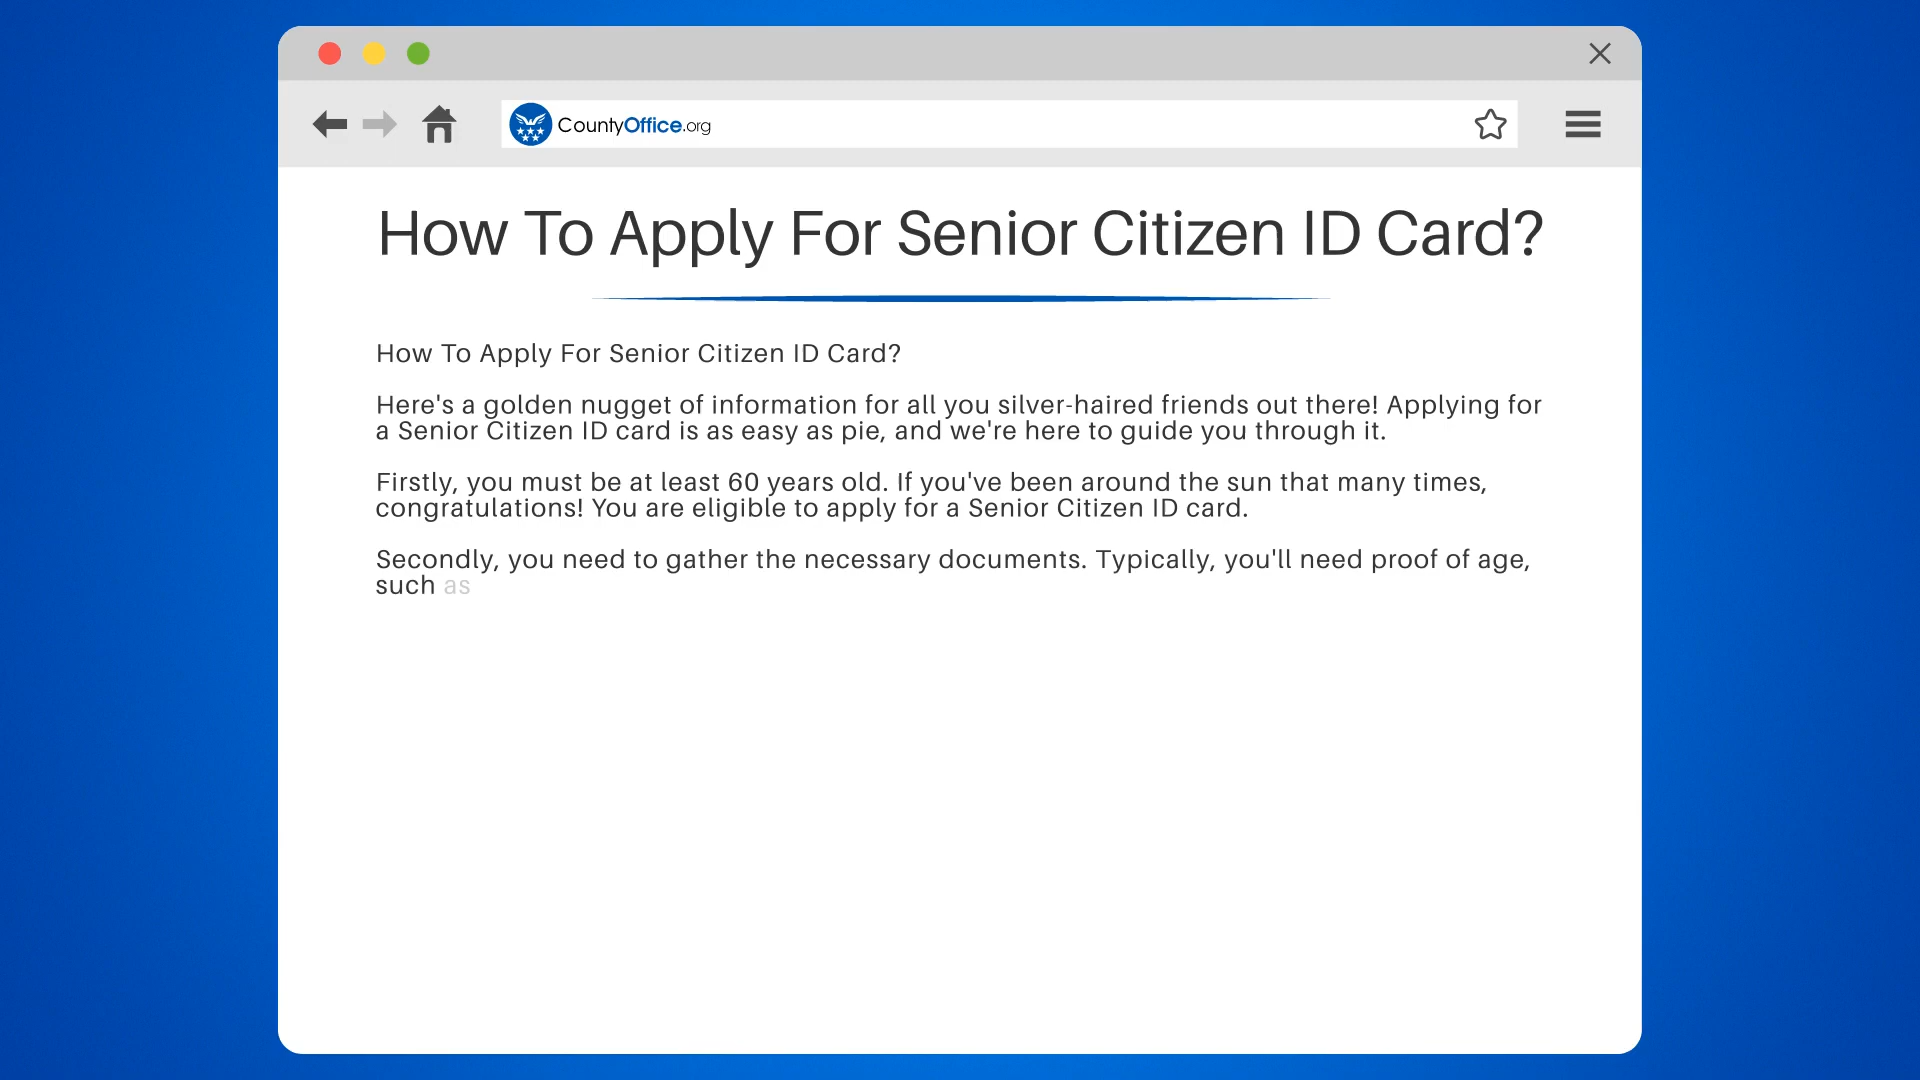 CountyOffice.org
How To Apply For Senior Citizen ID Card?
How To Apply For Senior Citizen ID Card?
Here's a golden nugget of information for all you silver-haired friends out there! Applying for
a Senior Citizen ID card is as easy as pie, and we're here to guide you through it.
Firstly, you must be at least 60 years old. If you've been around the sun that many times,
congratulations! You are eligible to apply for a Senior Citizen ID card.
Secondly, you need to gather the necessary documents. Typically, you'll need proof of age,
such as